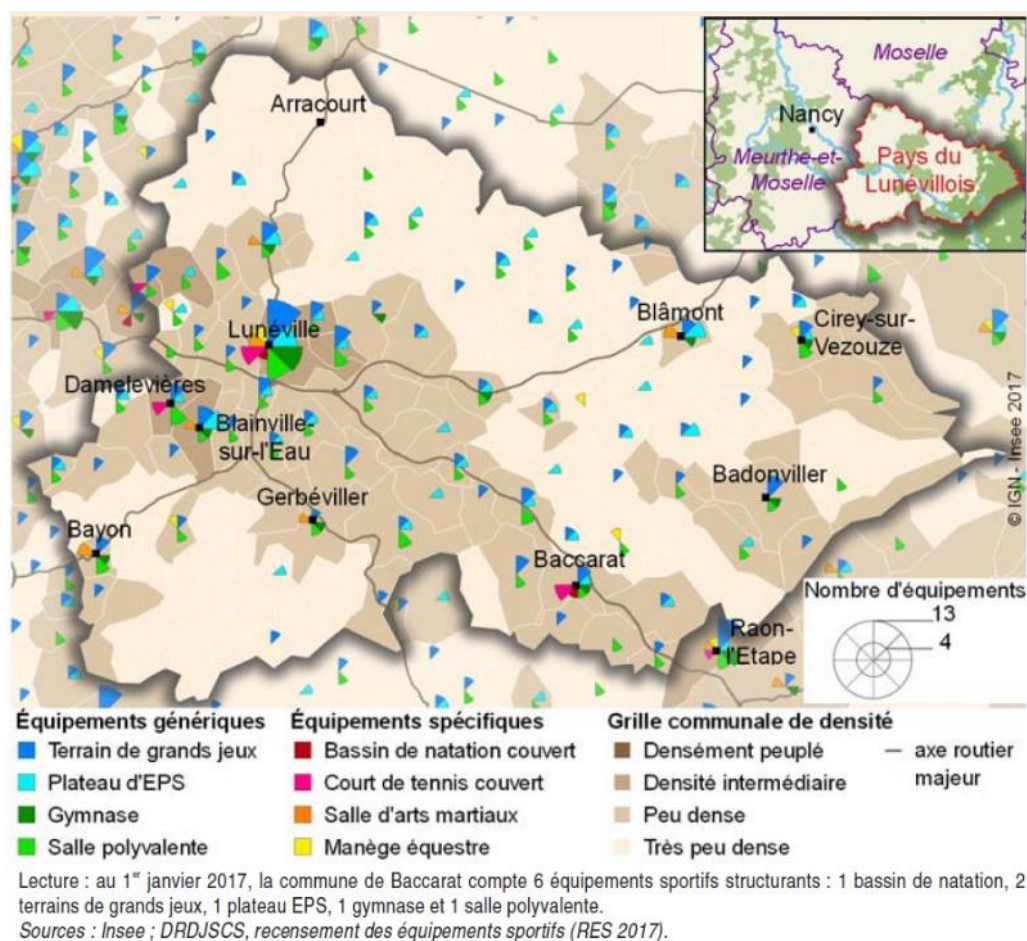 Moselle
Nancy
Meurthe-et-
Moselle
Pays du
Lunévillois
Arracourt
Lunéville
Blâmont
Cirey-sur-
Vezouze
Damelevières
Blainville-
sur-l'Eau
Badonviller
Gerbéviller
Bayon
Baccarat
Raon-
l'Etape
© IGN - Insee 2017
Nombre d'équipements
13
4
Équipements génériques
Terrain de grands jeux
Plateau d'EPS
Gymnase
Salle polyvalente
Équipements spécifiques
Bassin de natation couvert
Court de tennis couvert
Salle d'arts martiaux
Manège équestre
Grille communale de densité
Densément peuplé
Densité intermédiaire
Peu dense
Très peu dense
axe routier
majeur
Lecture : au 1er janvier 2017, la commune de Baccarat compte 6 équipements sportifs structurants : 1 bassin de natation, 2
terrains de grands jeux, 1 plateau EPS, 1 gymnase et 1 salle polyvalente.
Sources : Insee ; DRDJSCS, recensement des équipements sportifs (RES 2017).